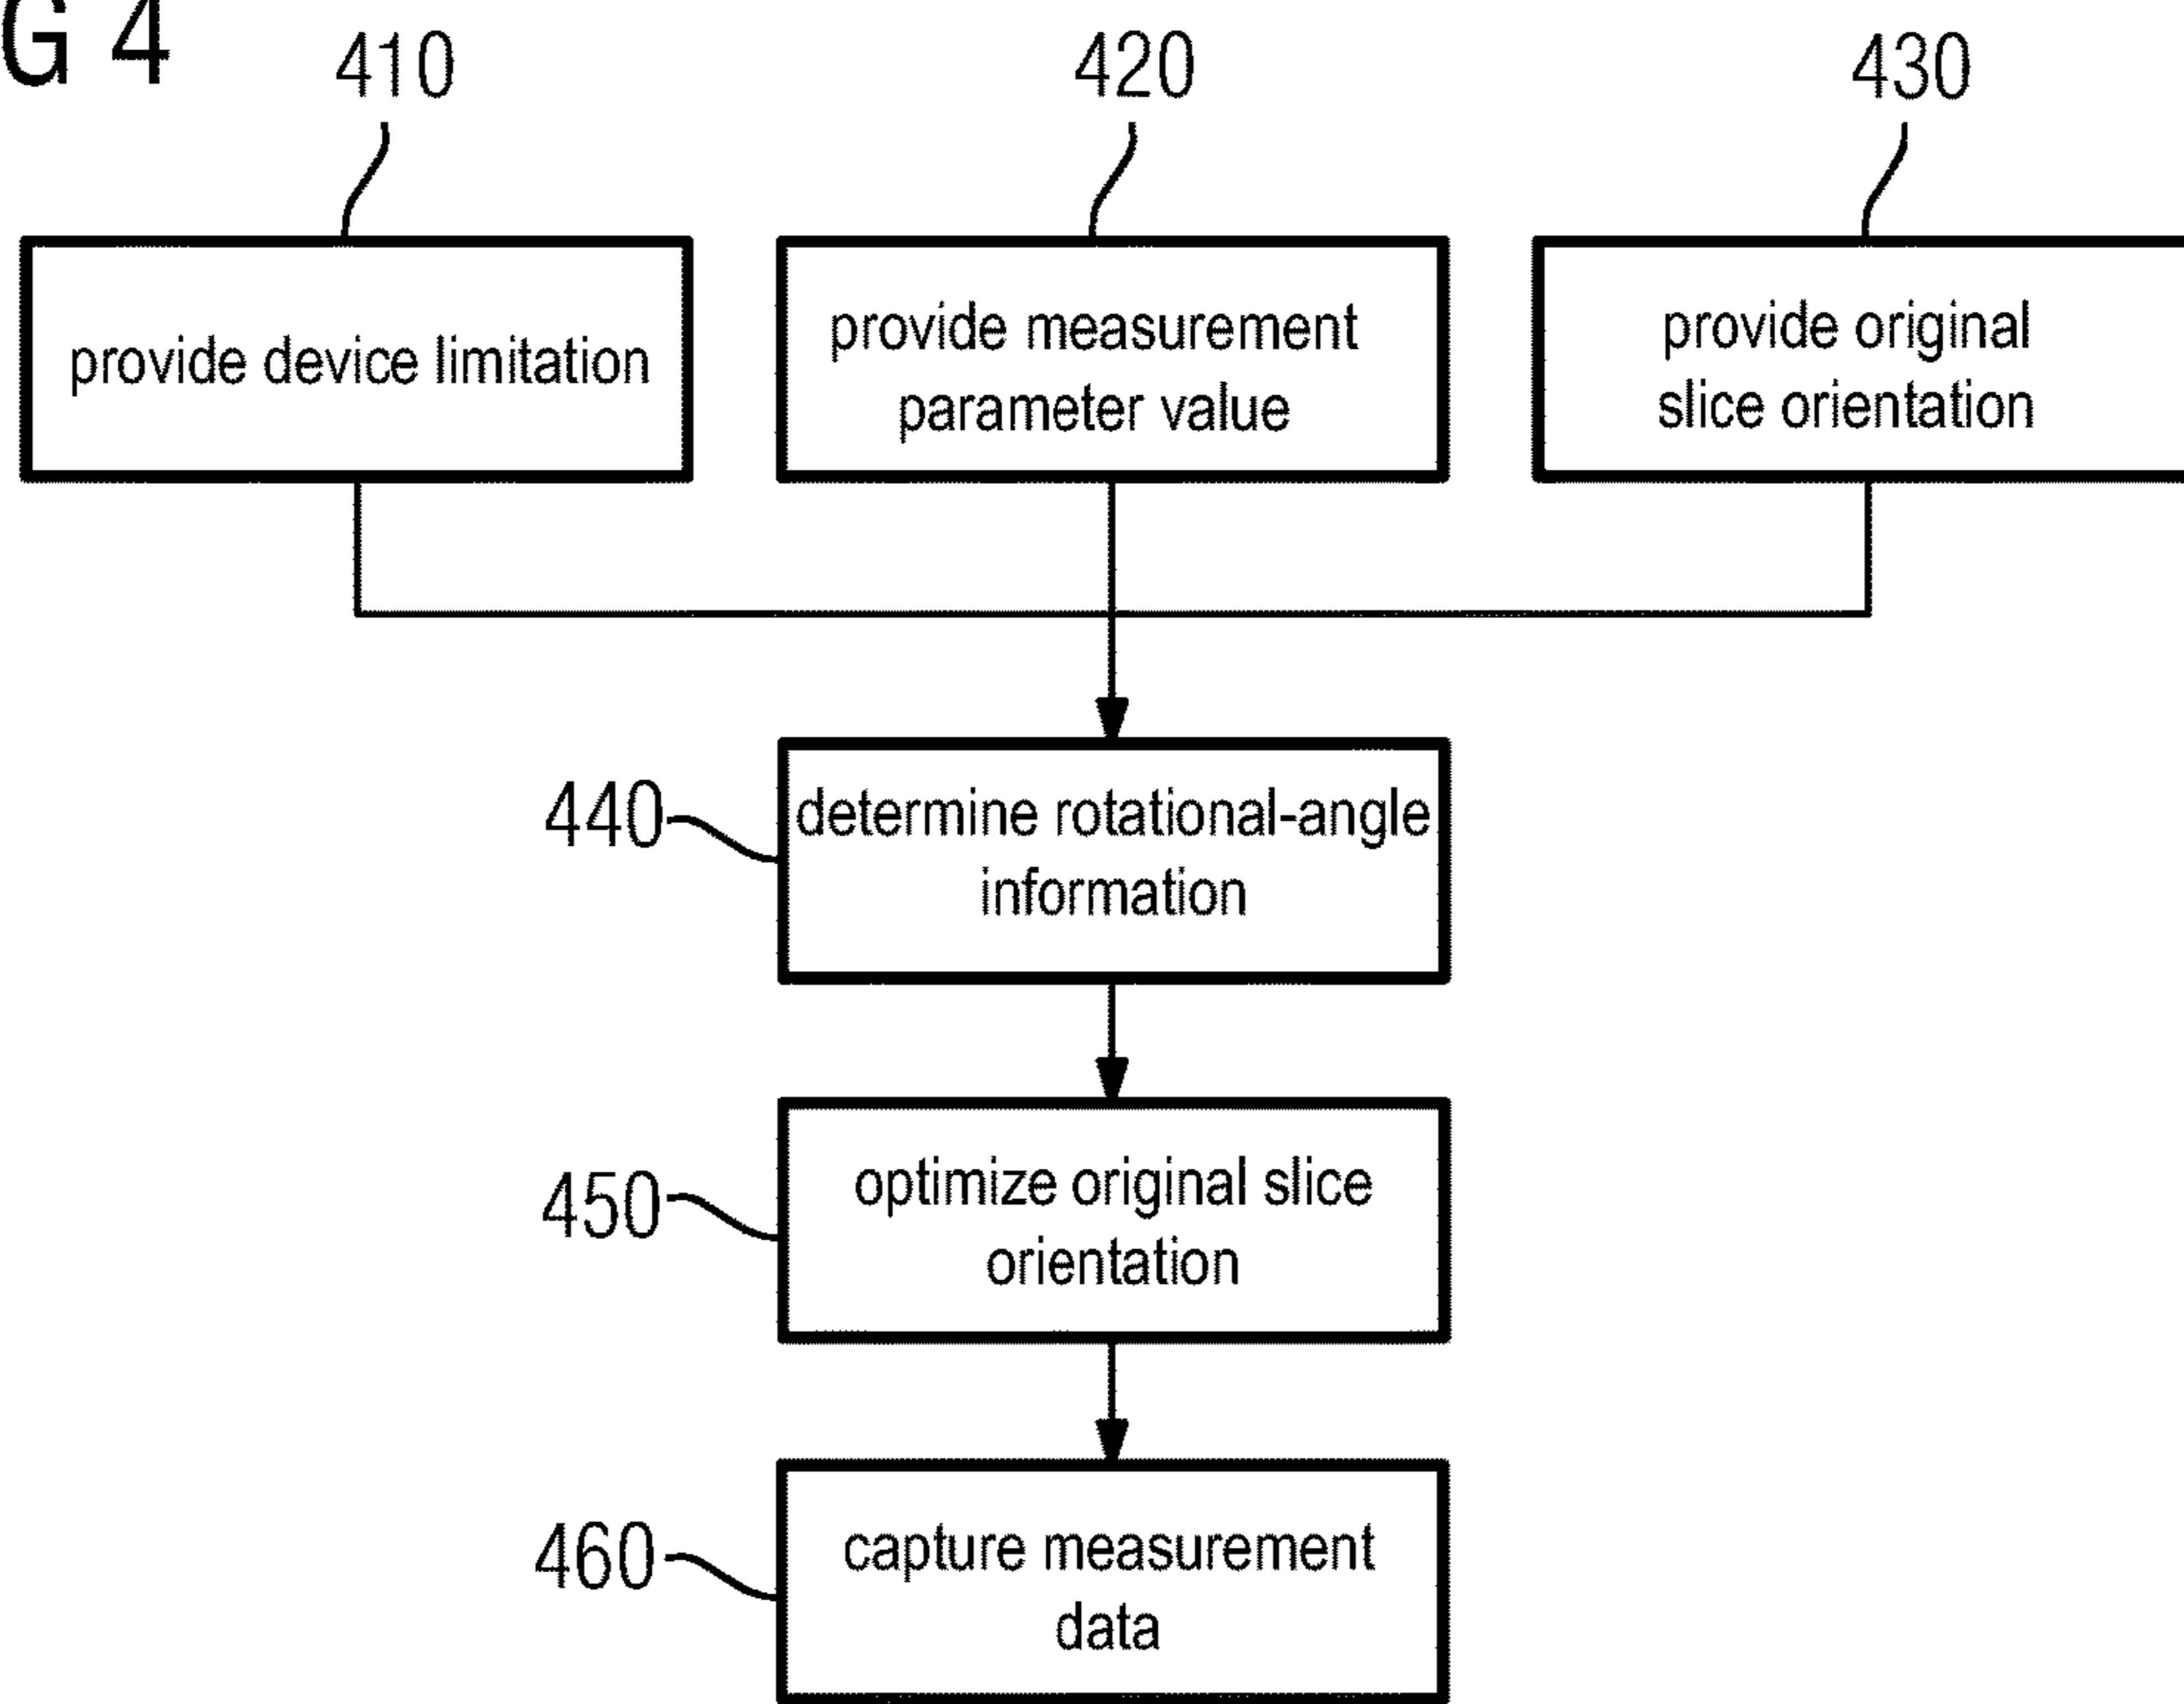 G 4
410
420
430
provide device limitation
provide measurement
parameter value
provide original
slice orientation
440
determine rotational-angle
information
450
optimize original slice
orientation
460
capture measurement
data